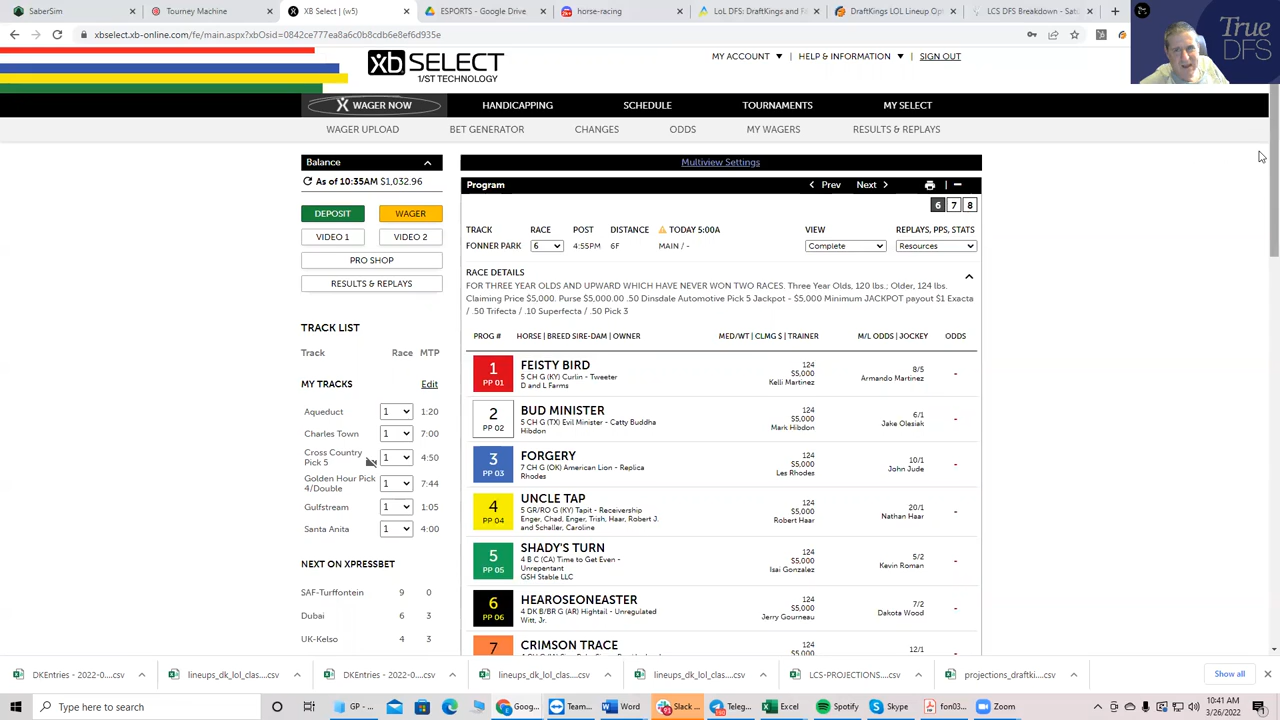 SaberSim
Tourney Machine
XB Select | (w5)
ESPORTS - Google Drive
horse-racing
LoL DFS: DraftKings and F
DraftKings LOL Lineup Op
LCS DFS Breakdown - Sat
xbselect.xb-online.com/fe/main.aspx?xbOsid=0842ce777ea8a60c0b8cdb6e8ef6d935e
True
DFS
xb SELECT
1/ST TECHNOLOGY
MY ACCOUNT
HELP & INFORMATION
SIGN OUT
X WAGER NOW
HANDICAPPING
SCHEDULE
TOURNAMENTS
MY SELECT
WAGER UPLOAD
BET GENERATOR
CHANGES
ODDS
MY WAGERS
RESULTS & REPLAYS
Balance
As of 10:35AM $1,032.96
DEPOSIT
WAGER
VIDEO 1
VIDEO 2
PRO SHOP
RESULTS & REPLAYS
TRACK LIST
Track Race MTP
MY TRACKS Edit
Aqueduct 1 1:20
Charles Town 1 7:00
Cross Country
Pick 5 1 4:50
Golden Hour Pick
4/Double 1 7:44
Gulfstream 1 1:05
Santa Anita 1 4:00
NEXT ON XPRESSBET
SAF-Turffontein 9 0
Dubai 6 3
UK-Kelso 4 3
Multiview Settings
Program
Prev Next
6 7 8
TRACK RACE POST DISTANCE TODAY 5:00A VIEW REPLAYS, PPS, STATS
FONNER PARK 6 4:55PM 6F MAIN / - Complete Resources
RACE DETAILS
FOR THREE YEAR OLDS AND UPWARD WHICH HAVE NEVER WON TWO RACES. Three Year Olds, 120 lbs.; Older, 124 lbs.
Claiming Price $5,000. Purse $5,000.00 .50 Dinsdale Automotive Pick 5 Jackpot - $5,000 Minimum JACKPOT payout $1 Exacta
/ .50 Trifecta / .10 Superfecta / .50 Pick 3
PROG # HORSE | BREED SIRE-DAM | OWNER MED/WT | CLMG $ | TRAINER M/L ODDS | JOCKEY ODDS
1
PP 01
FEISTY BIRD
5 CH G (KY) Curlin - Tweeter
D and L Farms
124
$5,000
Kelli Martinez
8/5
Armando Martinez
-
2
PP 02
BUD MINISTER
5 CH G (TX) Evil Minister - Catty Buddha
Hibdon
124
$5,000
Mark Hibdon
6/1
Jake Olesiak
-
3
PP 03
FORGERY
7 CH G (OK) American Lion - Replica
Rhodes
124
$5,000
Les Rhodes
10/1
John Jude
-
4
PP 04
UNCLE TAP
5 GR/RO G (KY) Tapit - Receivership
Enger, Chad, Enger, Trish, Haar, Robert J.
and Schaller, Caroline
124
$5,000
Robert Haar
20/1
Nathan Haar
-
5
PP 05
SHADY'S TURN
4 B C (CA) Time to Get Even -
Unrepentant
GSH Stable LLC
124
$5,000
Isai Gonzalez
5/2
Kevin Roman
-
6
PP 06
HEAROSEONEASTER
4 DK B/BR G (AR) Hightail - Unregulated
Witt, Jr.
124
$5,000
Jerry Gourneau
7/2
Dakota Wood
-
7
CRIMSON TRACE
124
$5,000
12/1
DKEntries - 2022-0....csv
lineups_dk_lol_clas....csv
DKEntries - 2022-0....csv
lineups_dk_lol_clas....csv
lineups_dk_lol_clas....csv
LCS-PROJECTIONS....csv
projections_draftki....csv
Show all
Type here to search
GP - ...
Goog...
Team...
Word
Slack ...
Teleg...
Excel
Spotify
Skype
fon03...
Zoom
10:41 AM
3/26/2022